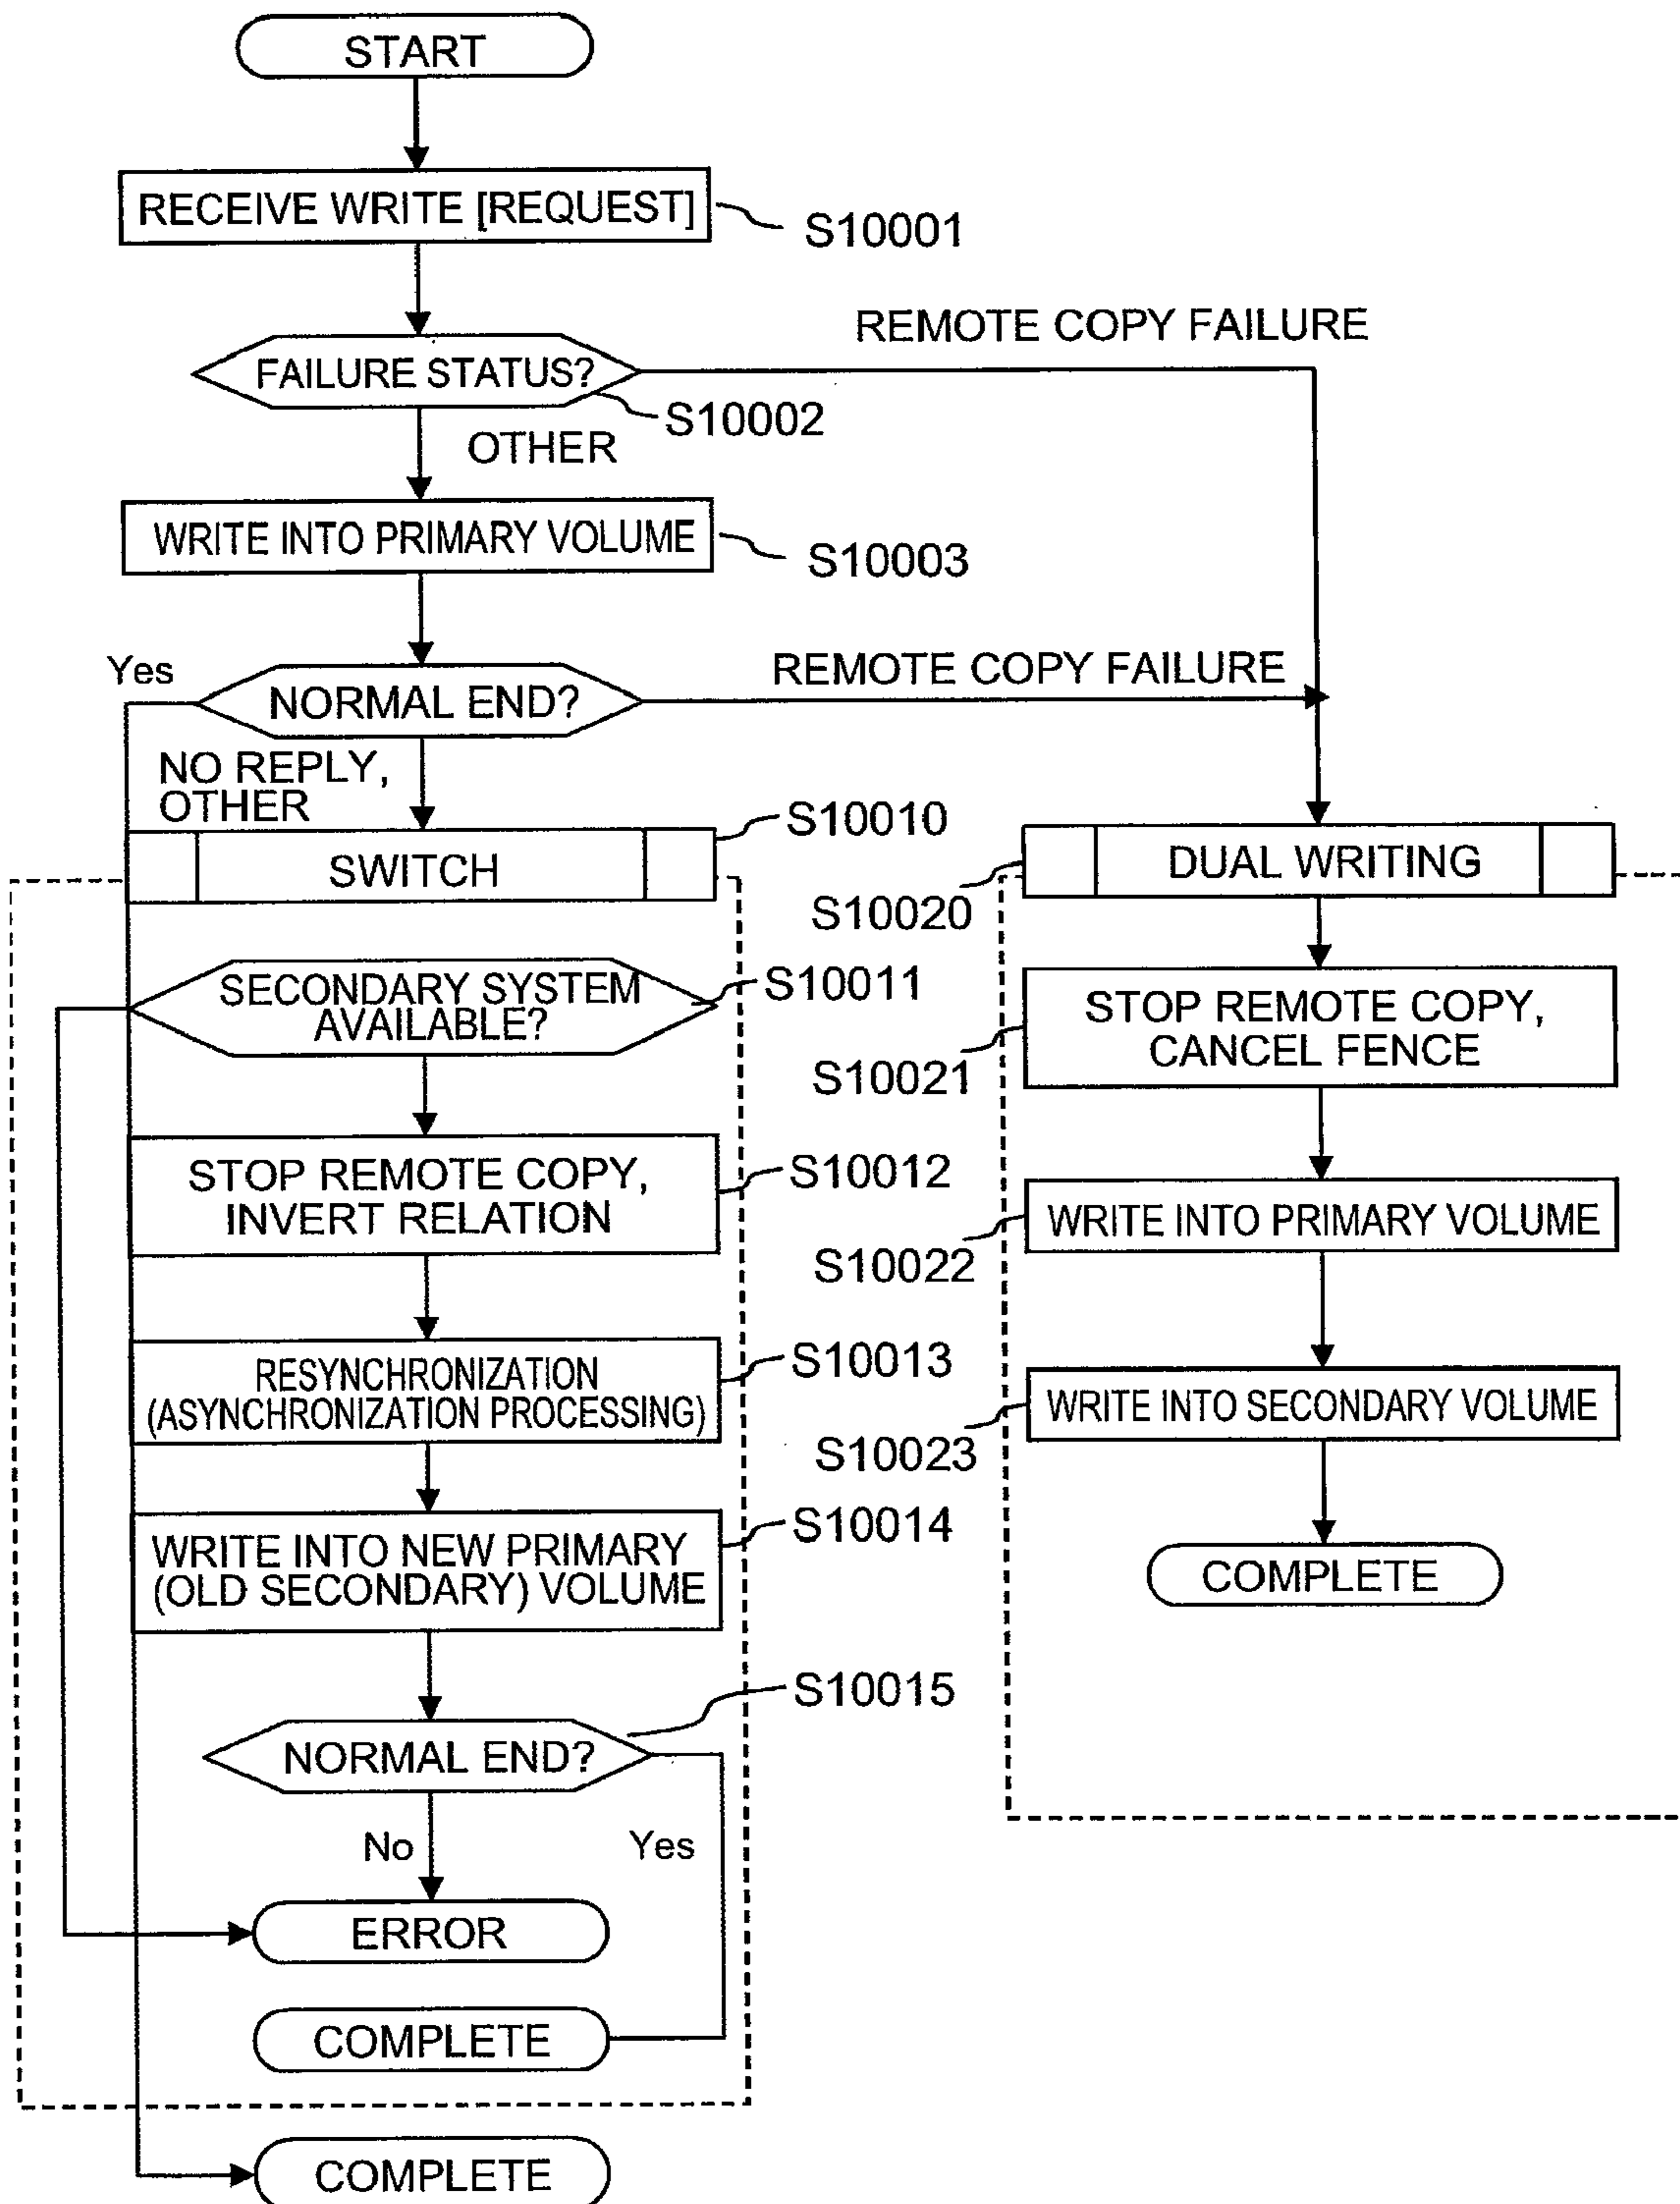 START
RECEIVE WRITE [REQUEST]
S10001
REMOTE COPY FAILURE
FAILURE STATUS?
S10002
OTHER
WRITE INTO PRIMARY VOLUME
S10003
Yes
NORMAL END?
REMOTE COPY FAILURE
NO REPLY,
OTHER
S10010
SWITCH
DUAL WRITING
S10020
SECONDARY SYSTEM
AVAILABLE?
S10011
STOP REMOTE COPY,
CANCEL FENCE
S10021
STOP REMOTE COPY,
INVERT RELATION
S10012
WRITE INTO PRIMARY VOLUME
S10022
RESYNCHRONIZATION
(ASYNCHRONIZATION PROCESSING)
S10013
WRITE INTO SECONDARY VOLUME
S10023
WRITE INTO NEW PRIMARY
(OLD SECONDARY) VOLUME
S10014
COMPLETE
S10015
NORMAL END?
No
Yes
ERROR
COMPLETE
COMPLETE